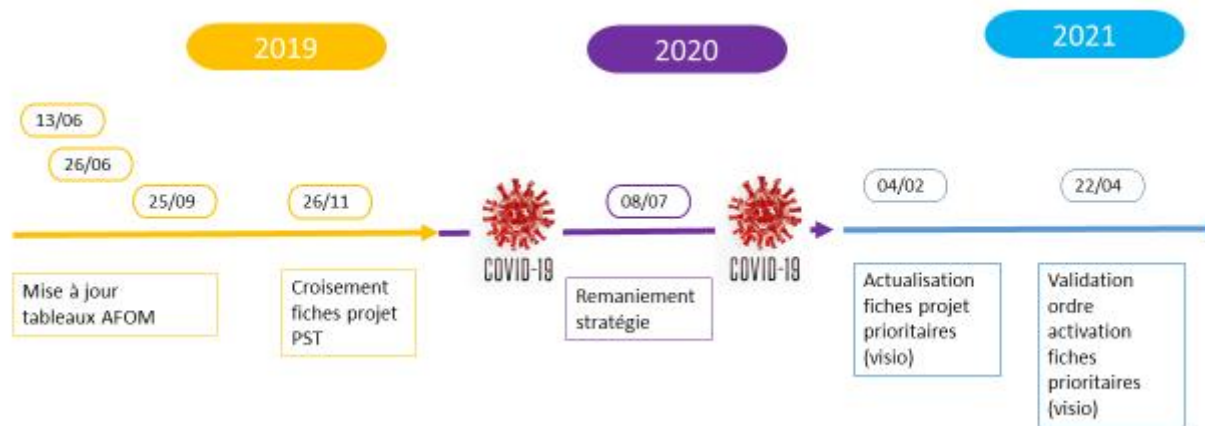 2019
2020
2021
13/06
26/06
25/09
26/11
08/07
04/02
22/04
COVID-19
COVID-19
Mise à jour
tableaux AFOM
Croisement
fiches projet
PST
Remaniement
stratégie
Actualisation
fiches projet
prioritaires
(visio)
Validation
ordre
activation
fiches
prioritaires
(visio)